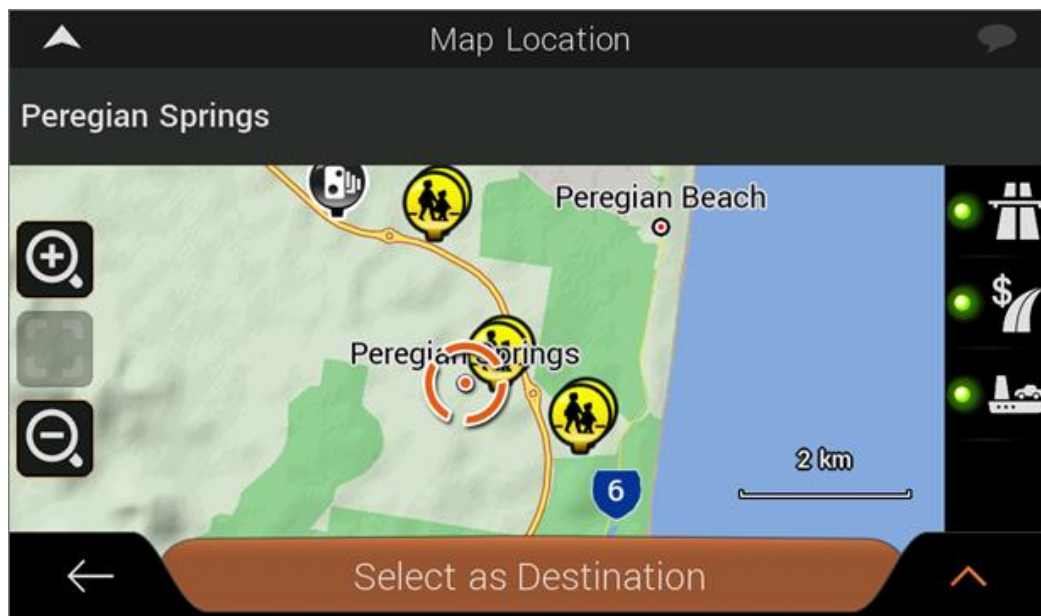 Map Location
Peregian Springs
Peregian Beach
$
Peregian Springs
2 km
6
Select as Destination